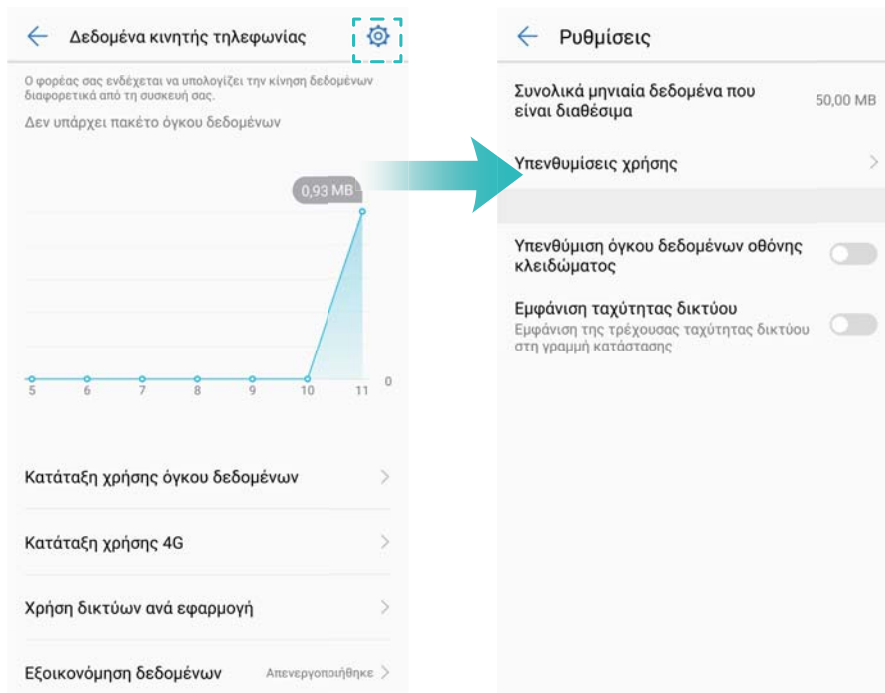 Δεδομένα κινητής τηλεφωνίας
Ο φορέας σας ενδέχεται να υπολογίζει την κίνηση δεδομένων
διαφορετικά από τη συσκευή σας.
Δεν υπάρχει πακέτο όγκου δεδομένων
0,93 MB
0
5 6 7 8 9 10 11
Κατάταξη χρήσης όγκου δεδομένων
Κατάταξη χρήσης 4G
Χρήση δικτύων ανά εφαρμογή
Εξοικονόμηση δεδομένων Απενεργοποιήθηκε
Ρυθμίσεις
Συνολικά μηνιαία δεδομένα που
είναι διαθέσιμα
50,00 MB
Υπενθυμίσεις χρήσης
Υπενθύμιση όγκου δεδομένων οθόνης
κλειδώματος
Εμφάνιση ταχύτητας δικτύου
Εμφάνιση της τρέχουσας ταχύτητας δικτύου
στη γραμμή κατάστασης